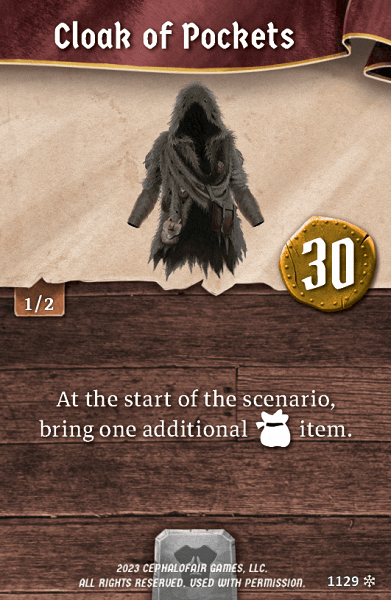 Cloak of Pockets
30
1/2
At the start of the scenario,
bring one additional item.
2023 CEPHALOFAIR GAMES, LLC.
ALL RIGHTS RESERVED. USED WITH PERMISSION.
1129